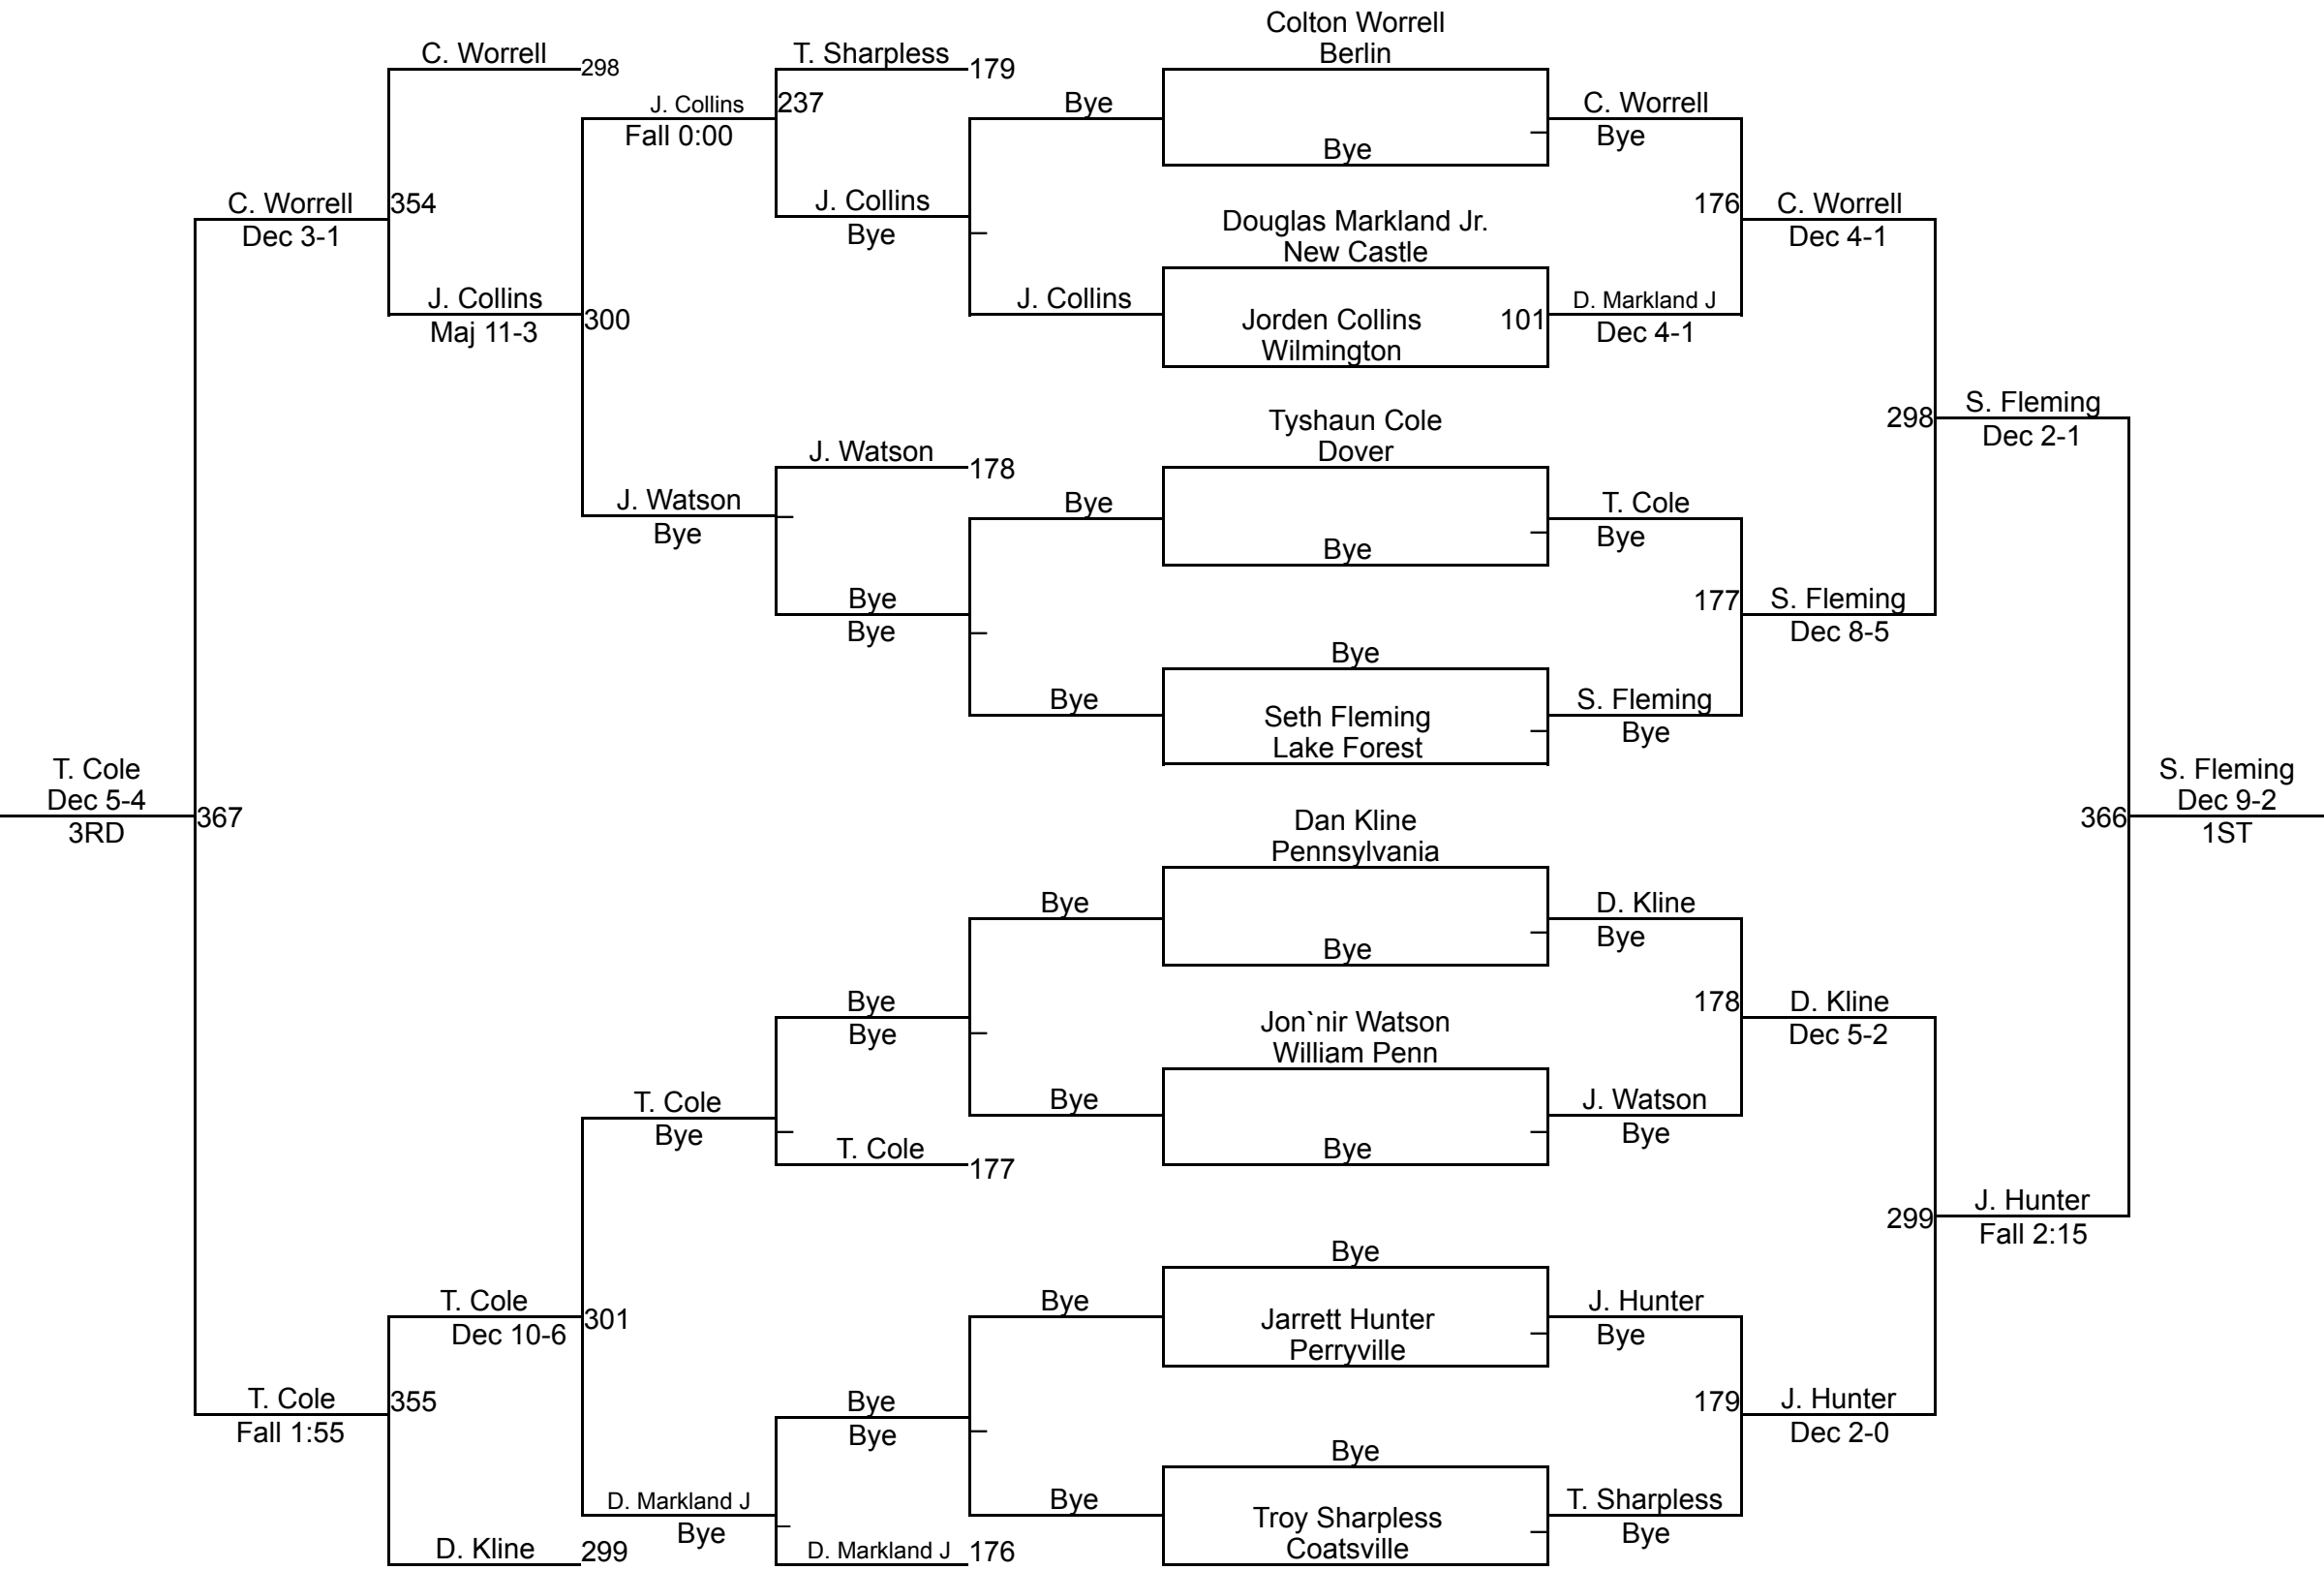 Colton Worrell
Berlin
C. Worrell
298
T. Sharpless
179
J. Collins
237
Fall 0:00
Bye
C. Worrell
Bye
Bye
C. Worrell
354
Dec 3-1
J. Collins
Bye
176
C. Worrell
Dec 4-1
Douglas Markland Jr.
New Castle
J. Collins
Maj 11-3
300
J. Collins
Jorden Collins
Wilmington
101
D. Markland J
Dec 4-1
Tyshaun Cole
Dover
298
S. Fleming
Dec 2-1
J. Watson
178
J. Watson
Bye
Bye
T. Cole
Bye
Bye
Bye
Bye
177
S. Fleming
Dec 8-5
Bye
Bye
Seth Fleming
Lake Forest
S. Fleming
Bye
T. Cole
Dec 5-4
3RD
367
366
S. Fleming
Dec 9-2
1ST
Dan Kline
Pennsylvania
Bye
D. Kline
Bye
Bye
Bye
Bye
178
D. Kline
Dec 5-2
Jon`nir Watson
William Penn
T. Cole
Bye
Bye
J. Watson
Bye
T. Cole
177
Bye
299
J. Hunter
Fall 2:15
Bye
T. Cole
Dec 10-6
301
Bye
Jarrett Hunter
Perryville
J. Hunter
Bye
T. Cole
Fall 1:55
355
Bye
Bye
179
J. Hunter
Dec 2-0
Bye
D. Markland J
Bye
Bye
Troy Sharpless
Coatsville
T. Sharpless
Bye
D. Kline
299
D. Markland J
176